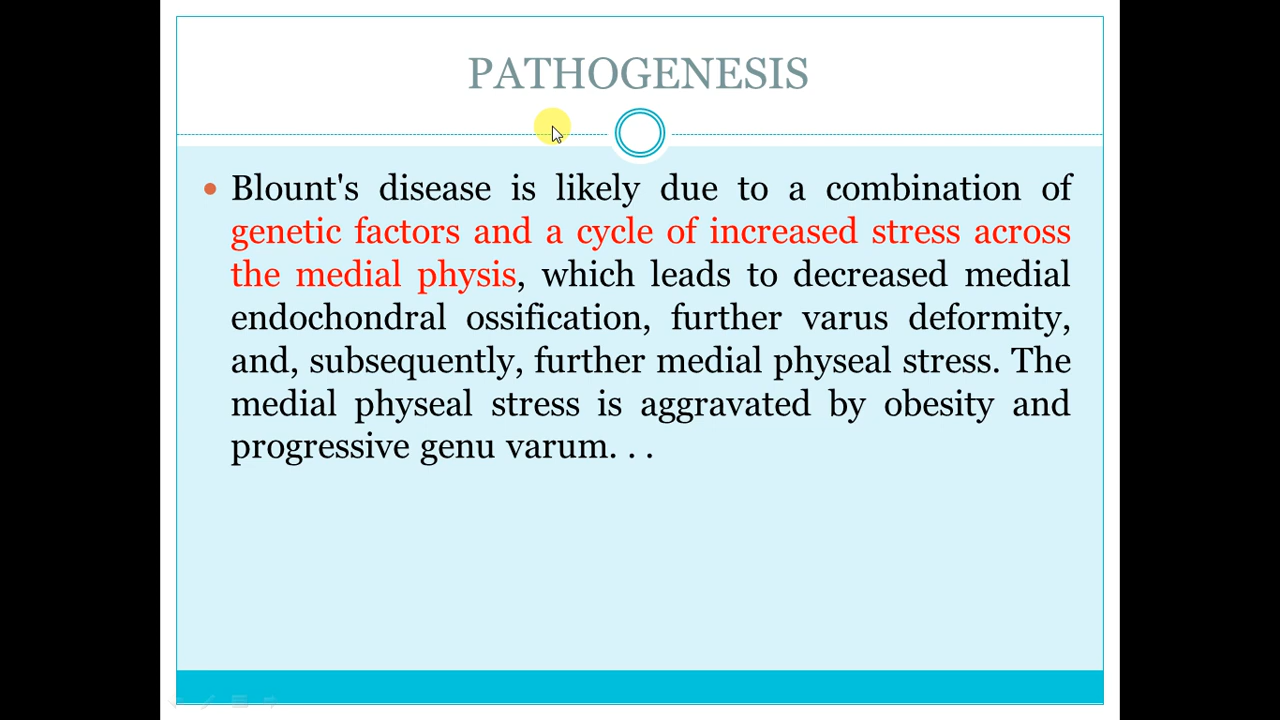 PATHOGENESIS
Blount's disease is likely due to a combination of
genetic factors and a cycle of increased stress across
the medial physis, which leads to decreased medial
endochondral ossification, further varus deformity,
and, subsequently, further medial physeal stress. The
medial physeal stress is aggravated by obesity and
progressive genu varum. . .